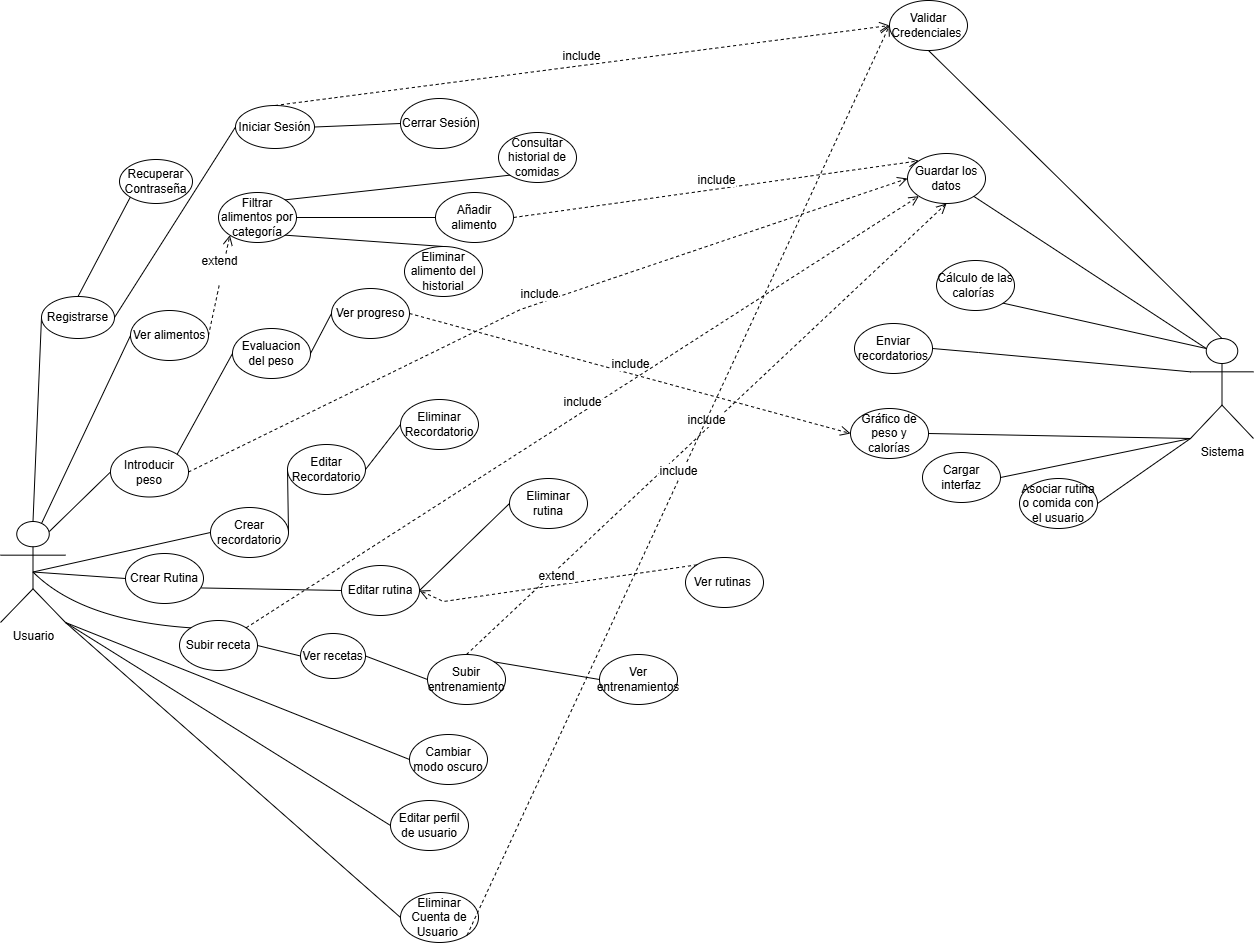 Validar
Credenciales
include
Iniciar Sesión
Cerrar Sesión
Consultar
historial de
comidas
Recuperar
Contraseña
include
Guardar los
datos
Filtrar
alimentos por
categoría
Añadir
alimento
extend
Eliminar
alimento del
historial
Cálculo de las
calorías
include
Registrarse
Ver alimentos
Ver progreso
Evaluacion
del peso
Enviar
recordatorios
include
include
Eliminar
Recordatorio
include
Gráfico de
peso y
calorías
Sistema
Introducir
peso
Editar
Recordatorio
include
Cargar
interfaz
Asociar rutina
o comida con
el usuario
Eliminar
rutina
Crear
recordatorio
Crear Rutina
extend
Editar rutina
Ver rutinas
Usuario
Subir receta
Ver recetas
Subir
entrenamiento
Ver
entrenamientos
Cambiar
modo oscuro
Editar perfil
de usuario
Eliminar
Cuenta de
Usuario